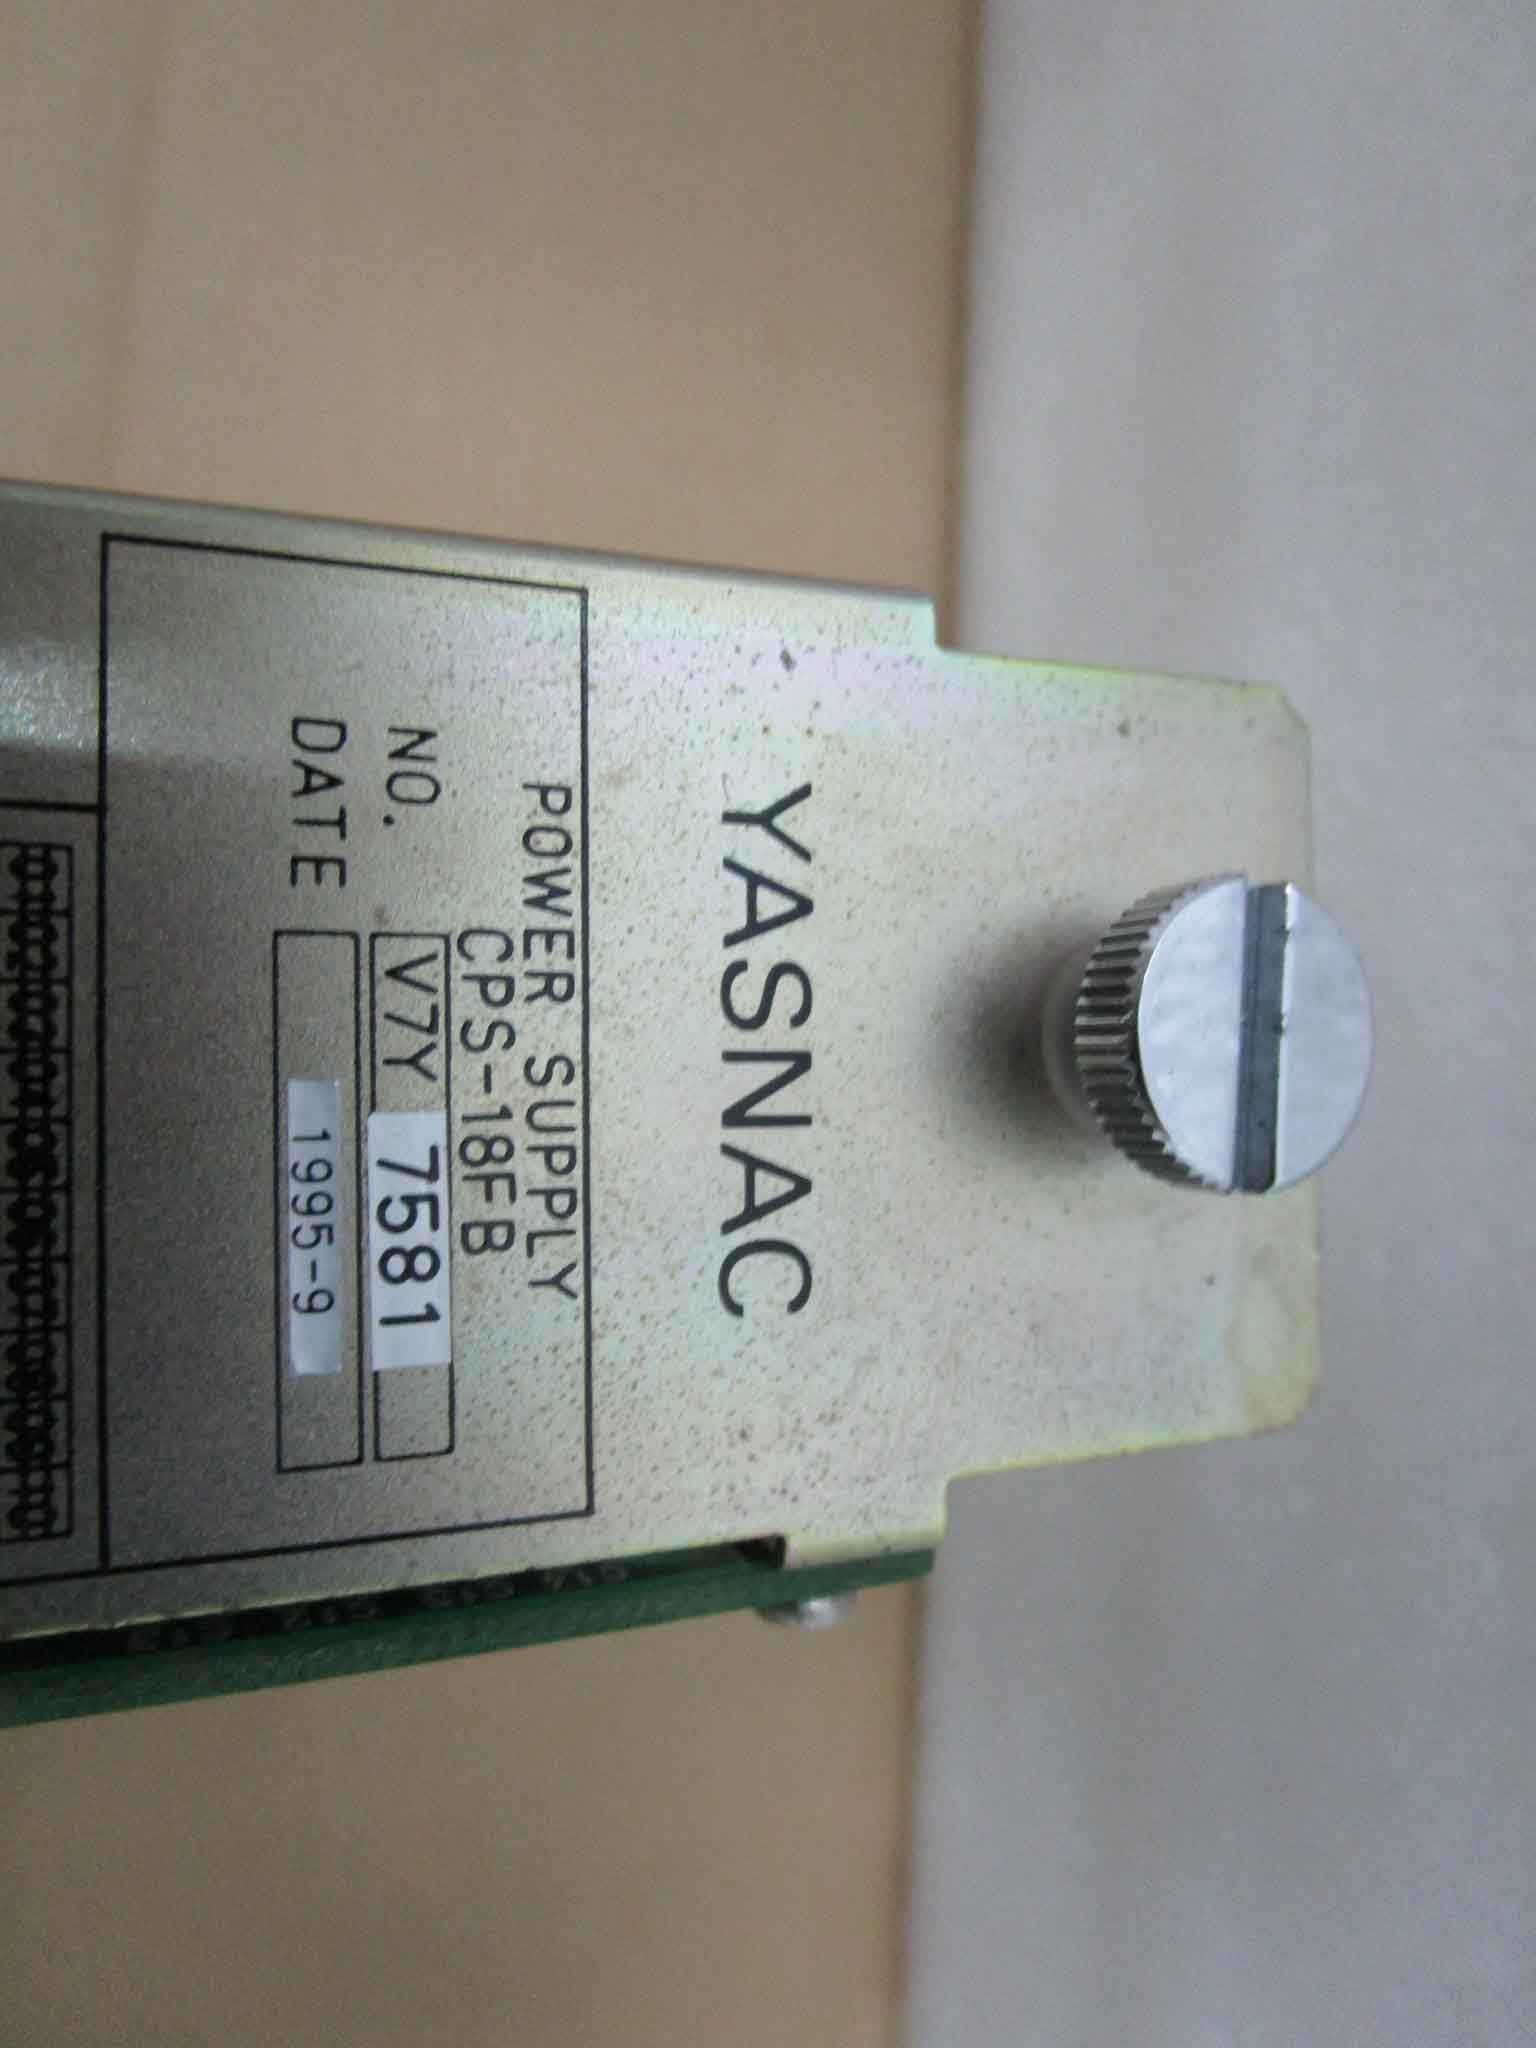 YASNAC
POWER SUPPLY
CPS-18FB
NO. V7Y 7581
DATE 1995-9